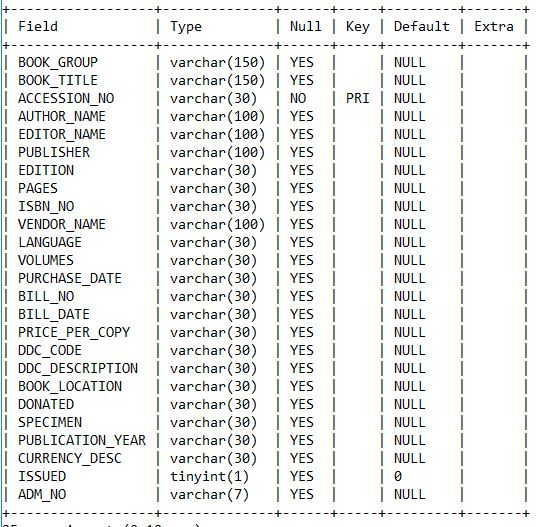 +------------------+--------------+------+-----+---------+-------+
| Field            | Type         | Null | Key | Default | Extra |
+------------------+--------------+------+-----+---------+-------+
| BOOK_GROUP       | varchar(150) | YES  |     | NULL    |       |
| BOOK_TITLE       | varchar(150) | YES  |     | NULL    |       |
| ACCESSION_NO     | varchar(30)  | NO   | PRI | NULL    |       |
| AUTHOR_NAME      | varchar(100) | YES  |     | NULL    |       |
| EDITOR_NAME      | varchar(100) | YES  |     | NULL    |       |
| PUBLISHER        | varchar(100) | YES  |     | NULL    |       |
| EDITION          | varchar(30)  | YES  |     | NULL    |       |
| PAGES            | varchar(30)  | YES  |     | NULL    |       |
| ISBN_NO          | varchar(30)  | YES  |     | NULL    |       |
| VENDOR_NAME      | varchar(100) | YES  |     | NULL    |       |
| LANGUAGE         | varchar(30)  | YES  |     | NULL    |       |
| VOLUMES          | varchar(30)  | YES  |     | NULL    |       |
| PURCHASE_DATE    | varchar(30)  | YES  |     | NULL    |       |
| BILL_NO          | varchar(30)  | YES  |     | NULL    |       |
| BILL_DATE        | varchar(30)  | YES  |     | NULL    |       |
| PRICE_PER_COPY   | varchar(30)  | YES  |     | NULL    |       |
| DDC_CODE         | varchar(30)  | YES  |     | NULL    |       |
| DDC_DESCRIPTION  | varchar(30)  | YES  |     | NULL    |       |
| BOOK_LOCATION    | varchar(30)  | YES  |     | NULL    |       |
| DONATED          | varchar(30)  | YES  |     | NULL    |       |
| SPECIMEN         | varchar(30)  | YES  |     | NULL    |       |
| PUBLICATION_YEAR | varchar(30)  | YES  |     | NULL    |       |
| CURRENCY_DESC    | varchar(30)  | YES  |     | NULL    |       |
| ISSUED           | tinyint(1)   | YES  |     | 0       |       |
| ADM_NO           | varchar(7)   | YES  |     | NULL    |       |
+------------------+--------------+------+-----+---------+-------+